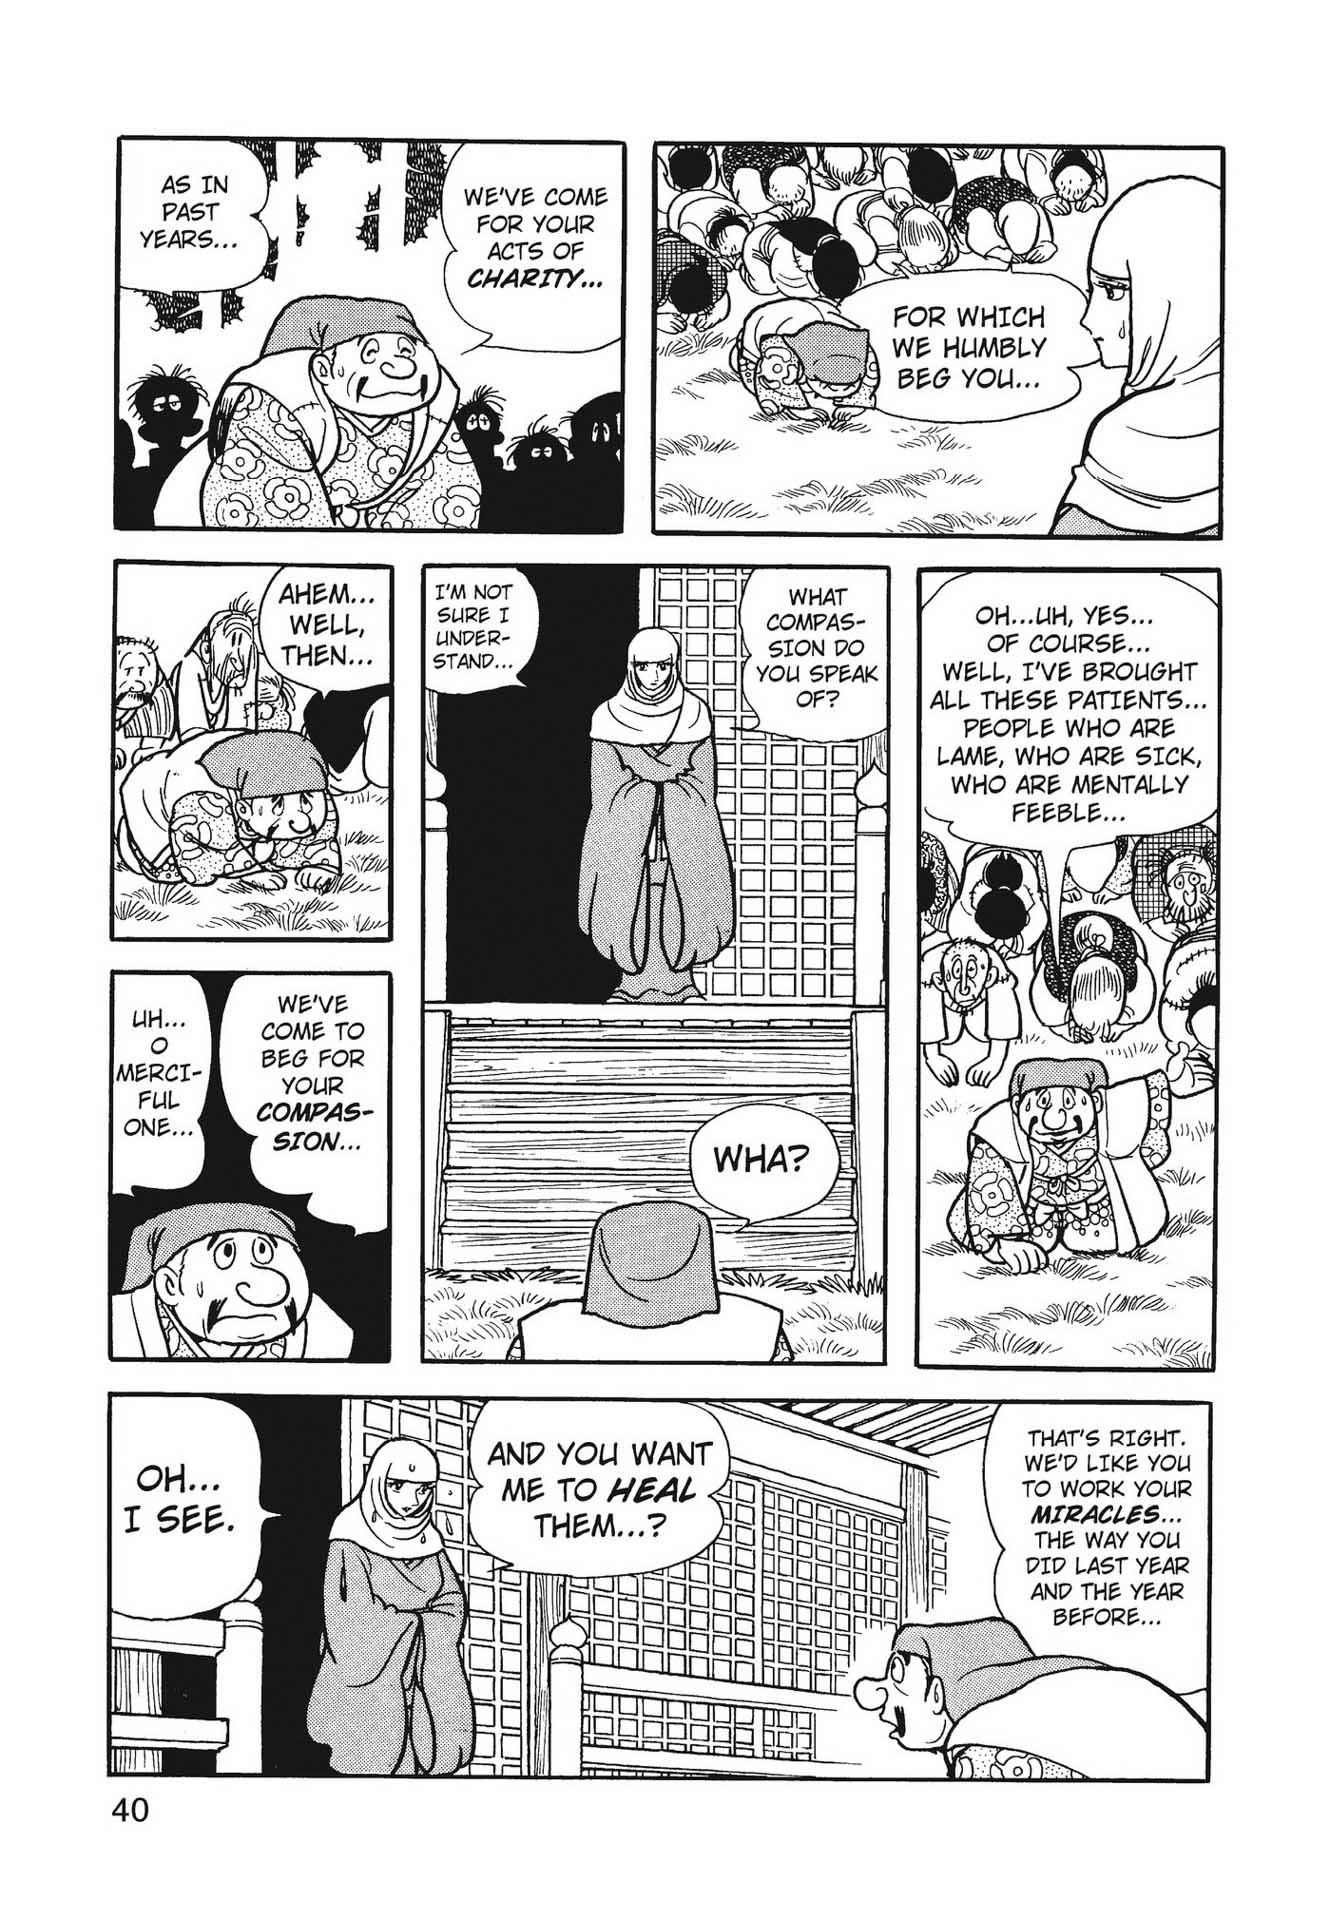 AS IN
PAST
YEARS...
WE'VE COME
FOR YOUR
ACTS OF
CHARITY...
FOR WHICH
WE HUMBLY
BEG YOU...
AHEM...
WELL,
THEN...
UH...
O
MERCI-
FUL
ONE...
WE'VE
COME TO
BEG FOR
YOUR
COMPAS-
SION...
I'M NOT
SURE I
UNDER-
STAND...
WHAT
COMPAS-
SION DO
YOU SPEAK
OF?
WHA?
OH...UH, YES...
OF COURSE...
WELL, I'VE BROUGHT
ALL THESE PATIENTS...
PEOPLE WHO ARE
LAME, WHO ARE SICK,
WHO ARE MENTALLY
FEEBLE...
OH...
I SEE.
AND YOU WANT
ME TO HEAL
THEM...?
THAT'S RIGHT.
WE'D LIKE YOU
TO WORK YOUR
MIRACLES...
THE WAY YOU
DID LAST YEAR
AND THE YEAR
BEFORE...
40